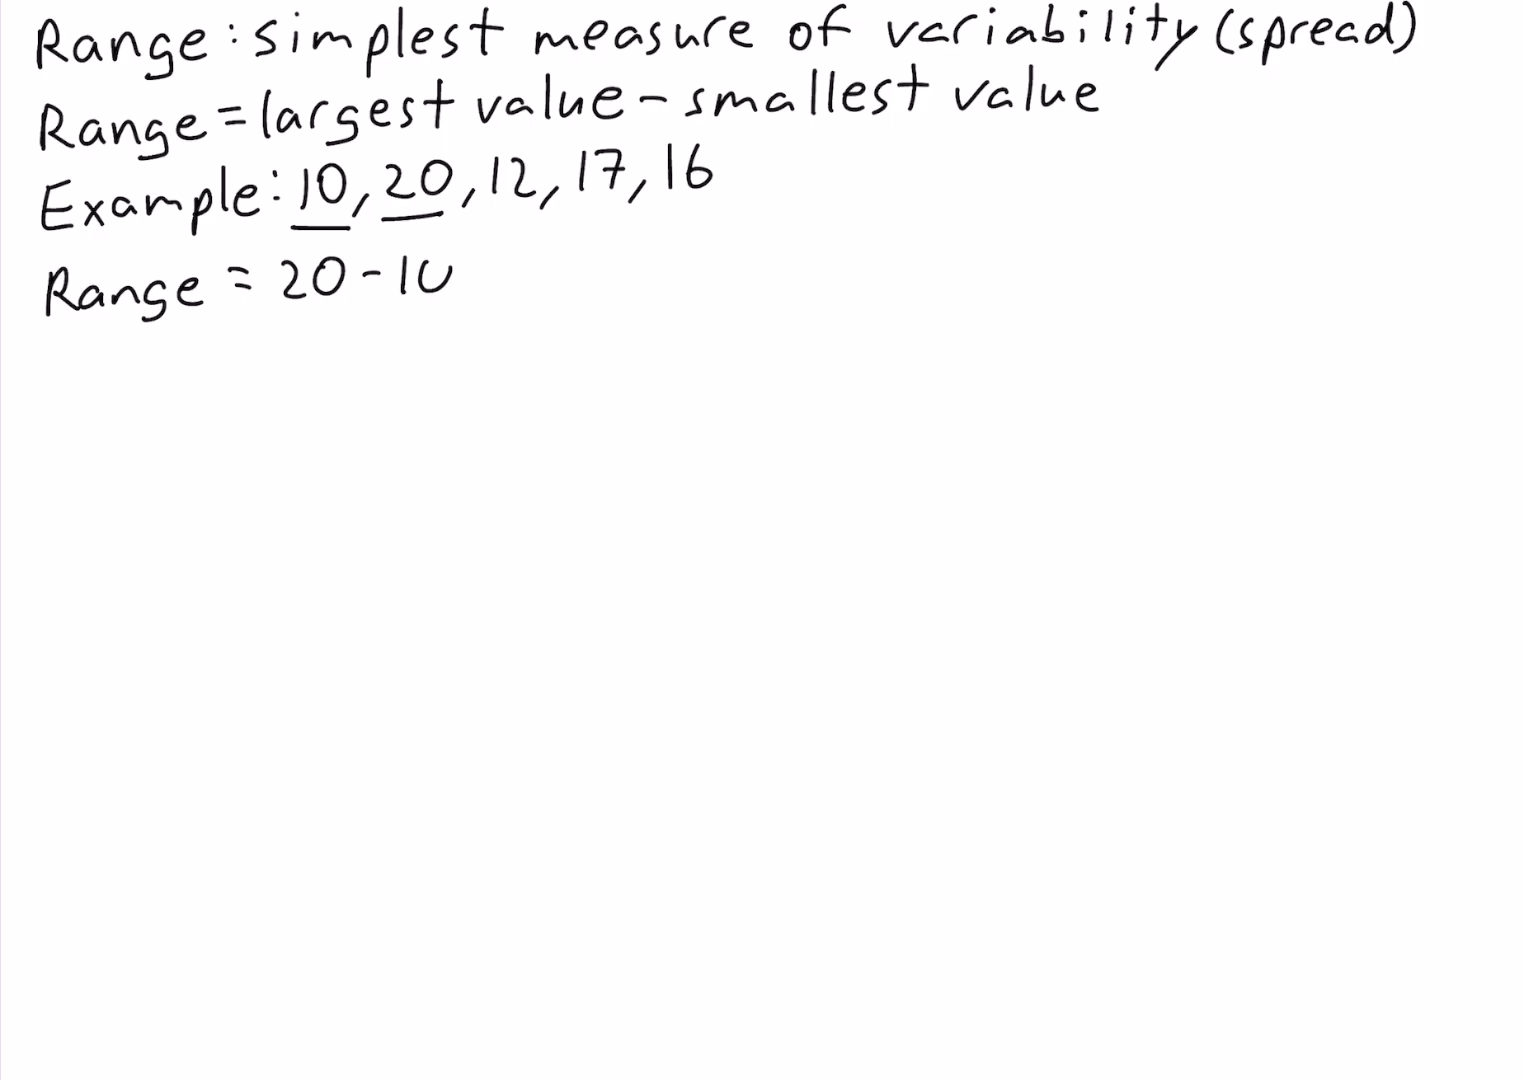 Range: simplest measure of variability (spread)
Range = largest value - smallest value
Example: 10, 20, 12, 17, 16
Range = 20 - 10